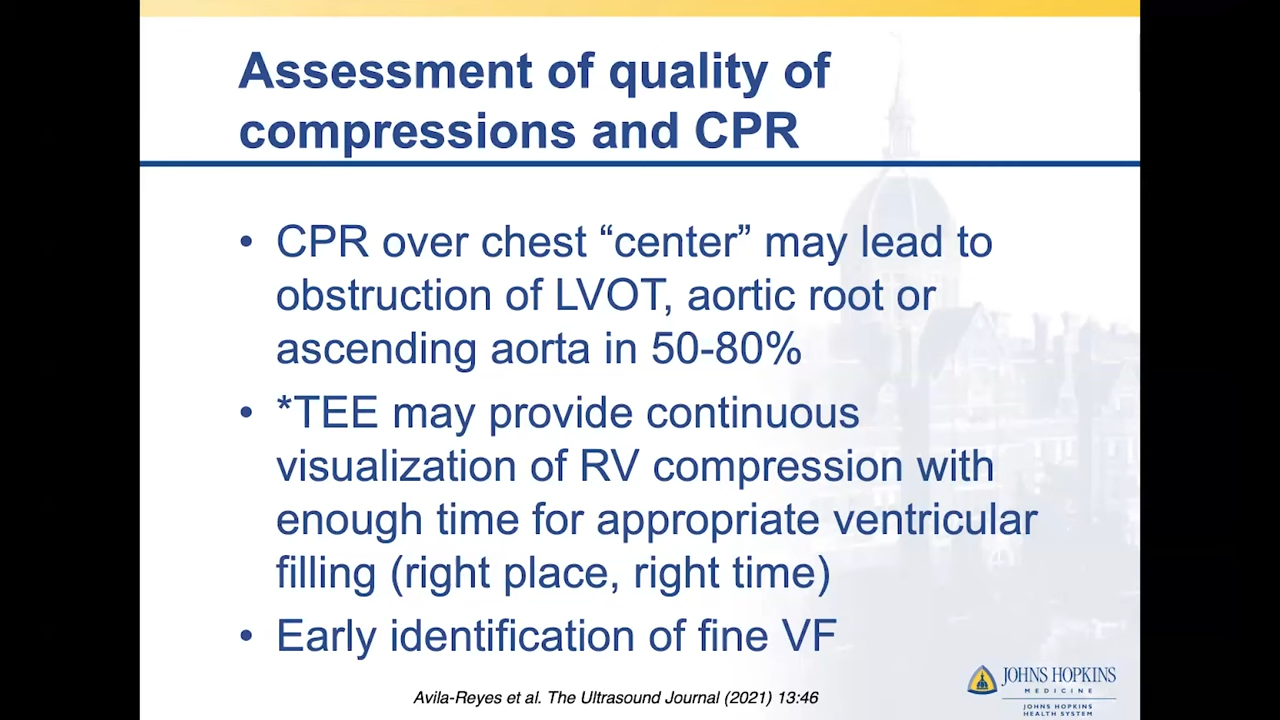 Assessment of quality of
compressions and CPR
• CPR over chest “center” may lead to
obstruction of LVOT, aortic root or
ascending aorta in 50-80%
• *TEE may provide continuous
visualization of RV compression with
enough time for appropriate ventricular
filling (right place, right time)
• Early identification of fine VF
Avila-Reyes et al. The Ultrasound Journal (2021) 13:46
JOHNS HOPKINS
MEDICINE
JOHNS HOPKINS
HEALTH SYSTEM